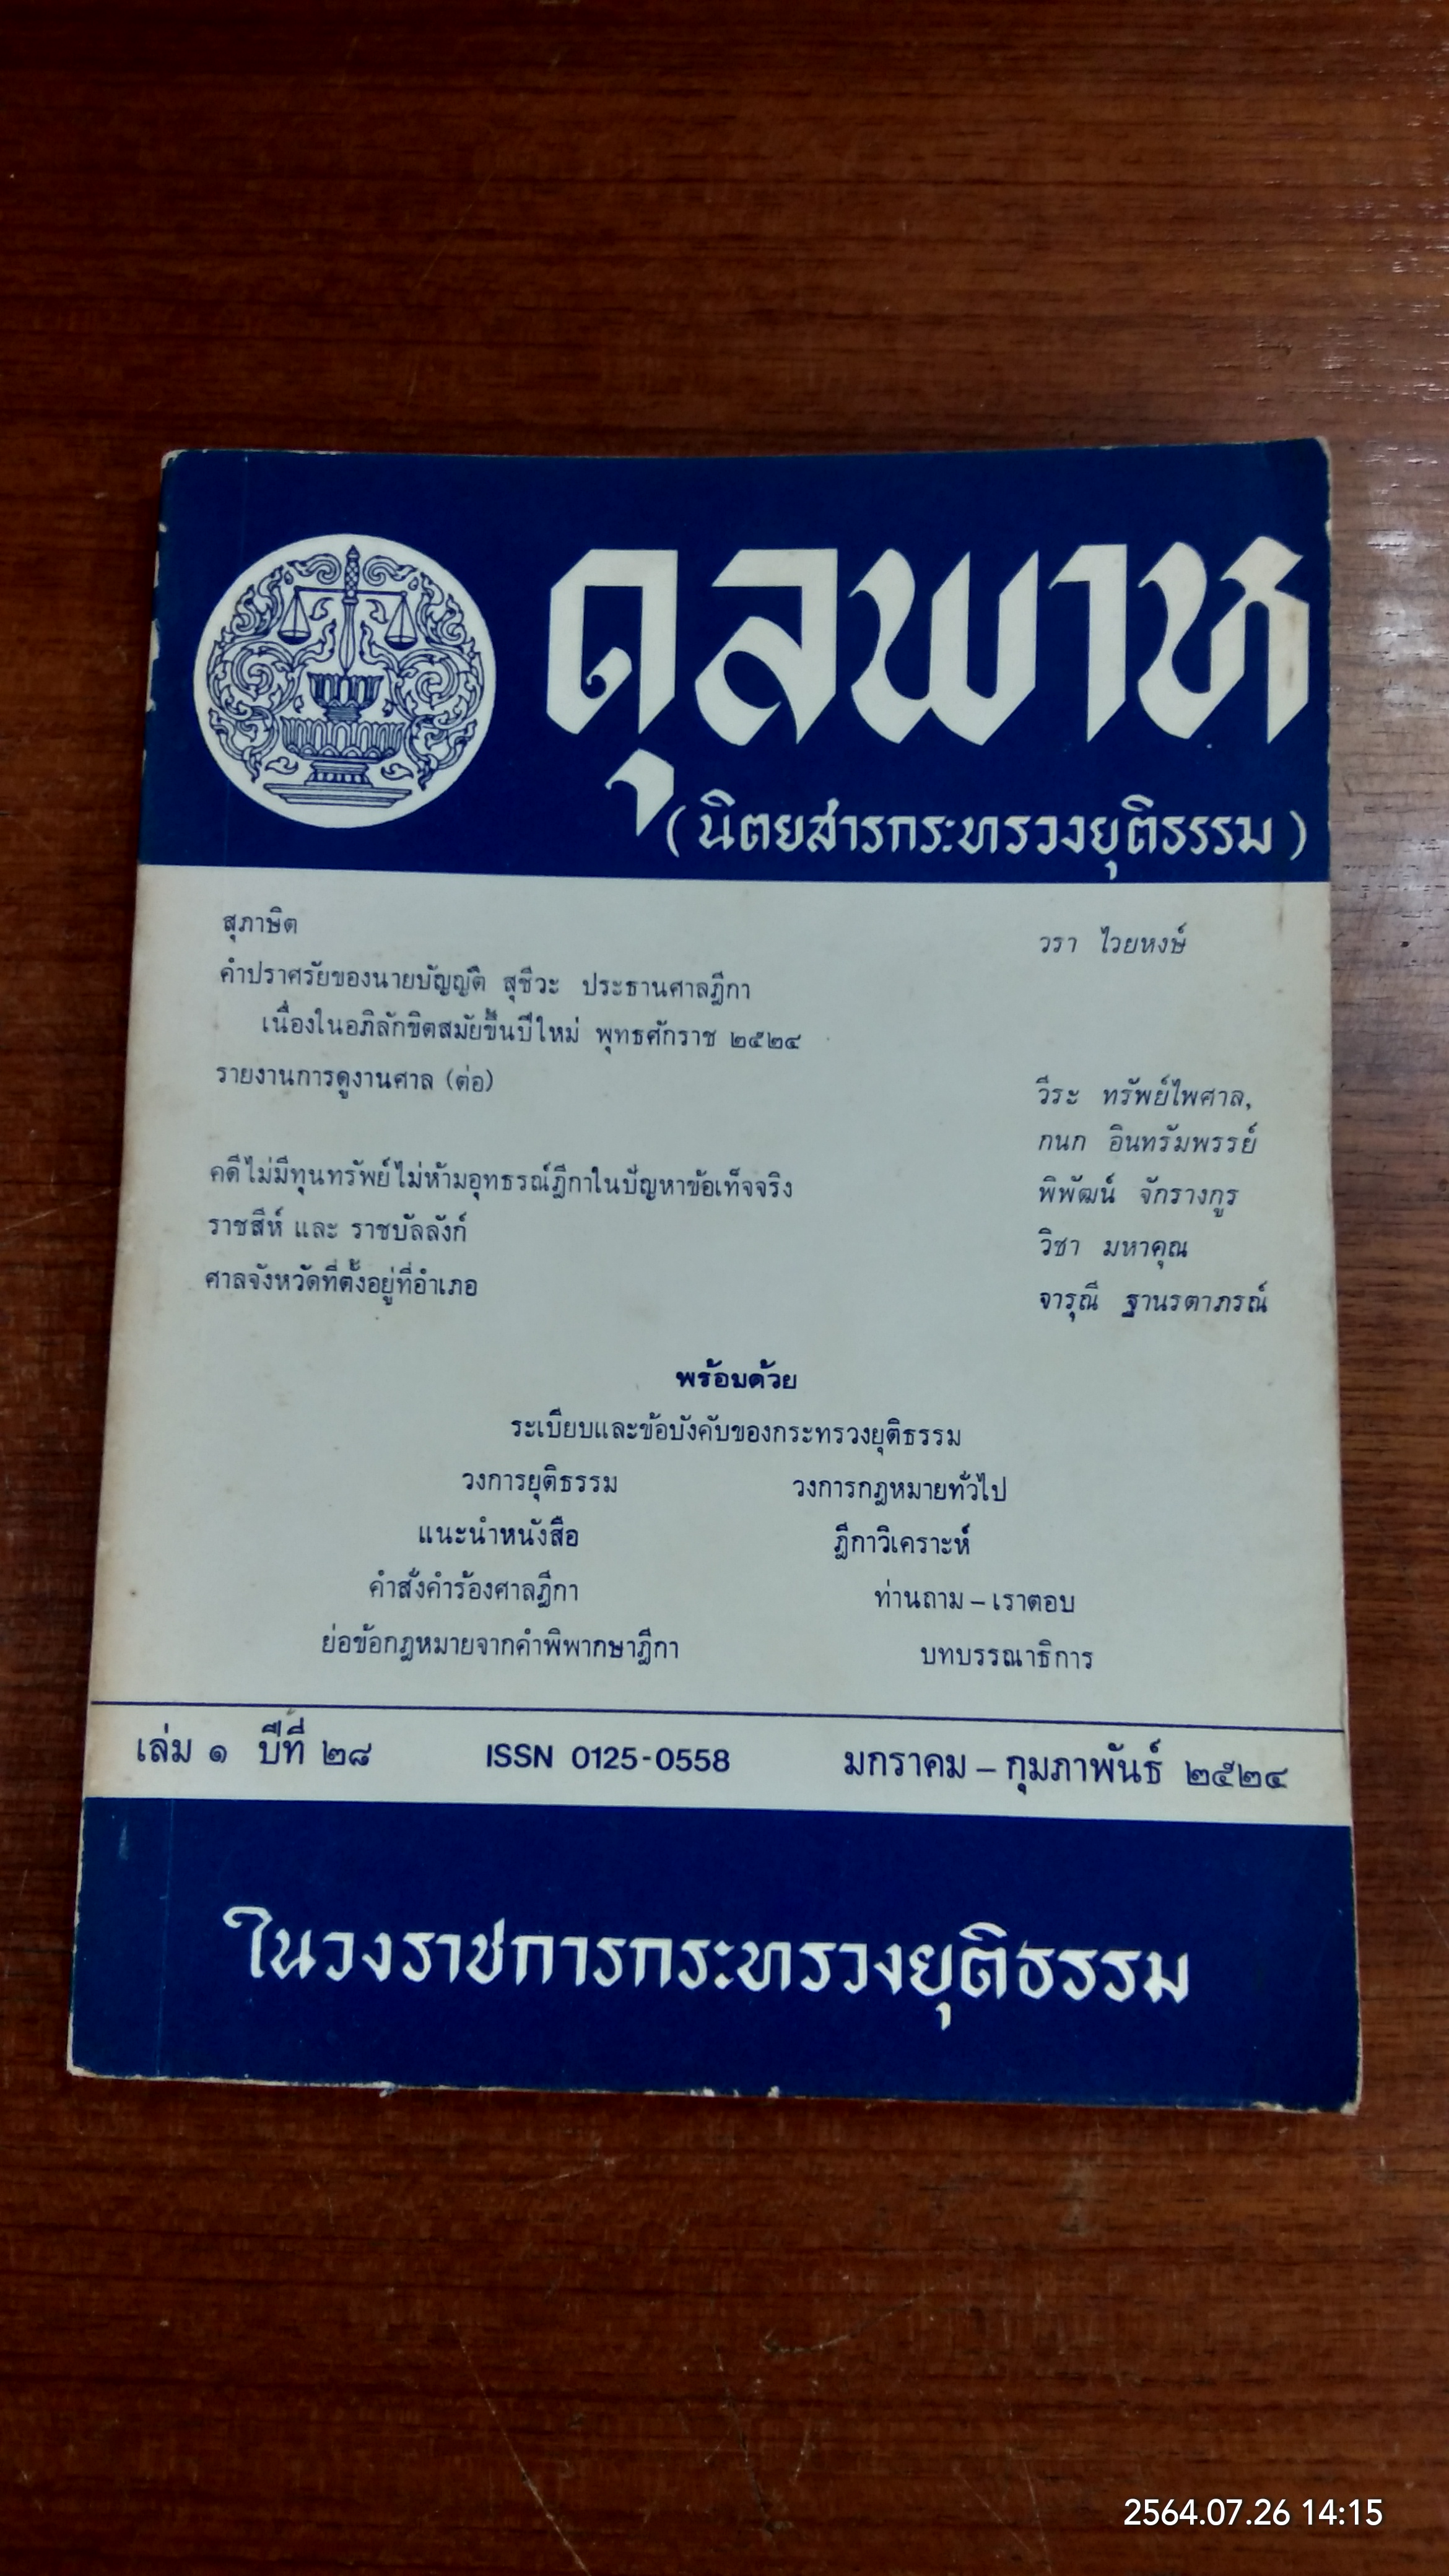 ดุลพาห
(นิตยสารกระทรวงยุติธรรม)
สุภาษิต วรา ไวยหงษ์
คำปราศรัยของนายบัญญัติ สุชีวะ ประธานศาลฎีกา
เนื่องในอภิลักขิตสมัยขึ้นปีใหม่ พุทธศักราช ๒๕๒๔
รายงานการดูงานศาล (ต่อ) วีระ ทรัพย์ไพศาล,
กนก อินทรัมพรรย์
คดีไม่มีทุนทรัพย์ไม่ห้ามอุทธรณ์ฎีกาในปัญหาข้อเท็จจริง พิพัฒน์ จักรางกูร
ราชสีห์ และ ราชบัลลังก์ วิชา มหาคุณ
ศาลจังหวัดที่ตั้งอยู่ที่อำเภอ จารุณี ฐานรตาภรณ์
พร้อมด้วย
ระเบียบและข้อบังคับของกระทรวงยุติธรรม
วงการยุติธรรม วงการกฎหมายทั่วไป
แนะนำหนังสือ ฎีกาวิเคราะห์
คำสั่งคำร้องศาลฎีกา ท่านถาม – เราตอบ
ย่อข้อกฎหมายจากคำพิพากษาฎีกา บทบรรณาธิการ
เล่ม ๑ ปีที่ ๒๘ ISSN 0125-0558 มกราคม – กุมภาพันธ์ ๒๕๒๔
ในวงราชการกระทรวงยุติธรรม
2564.07.26 14:15